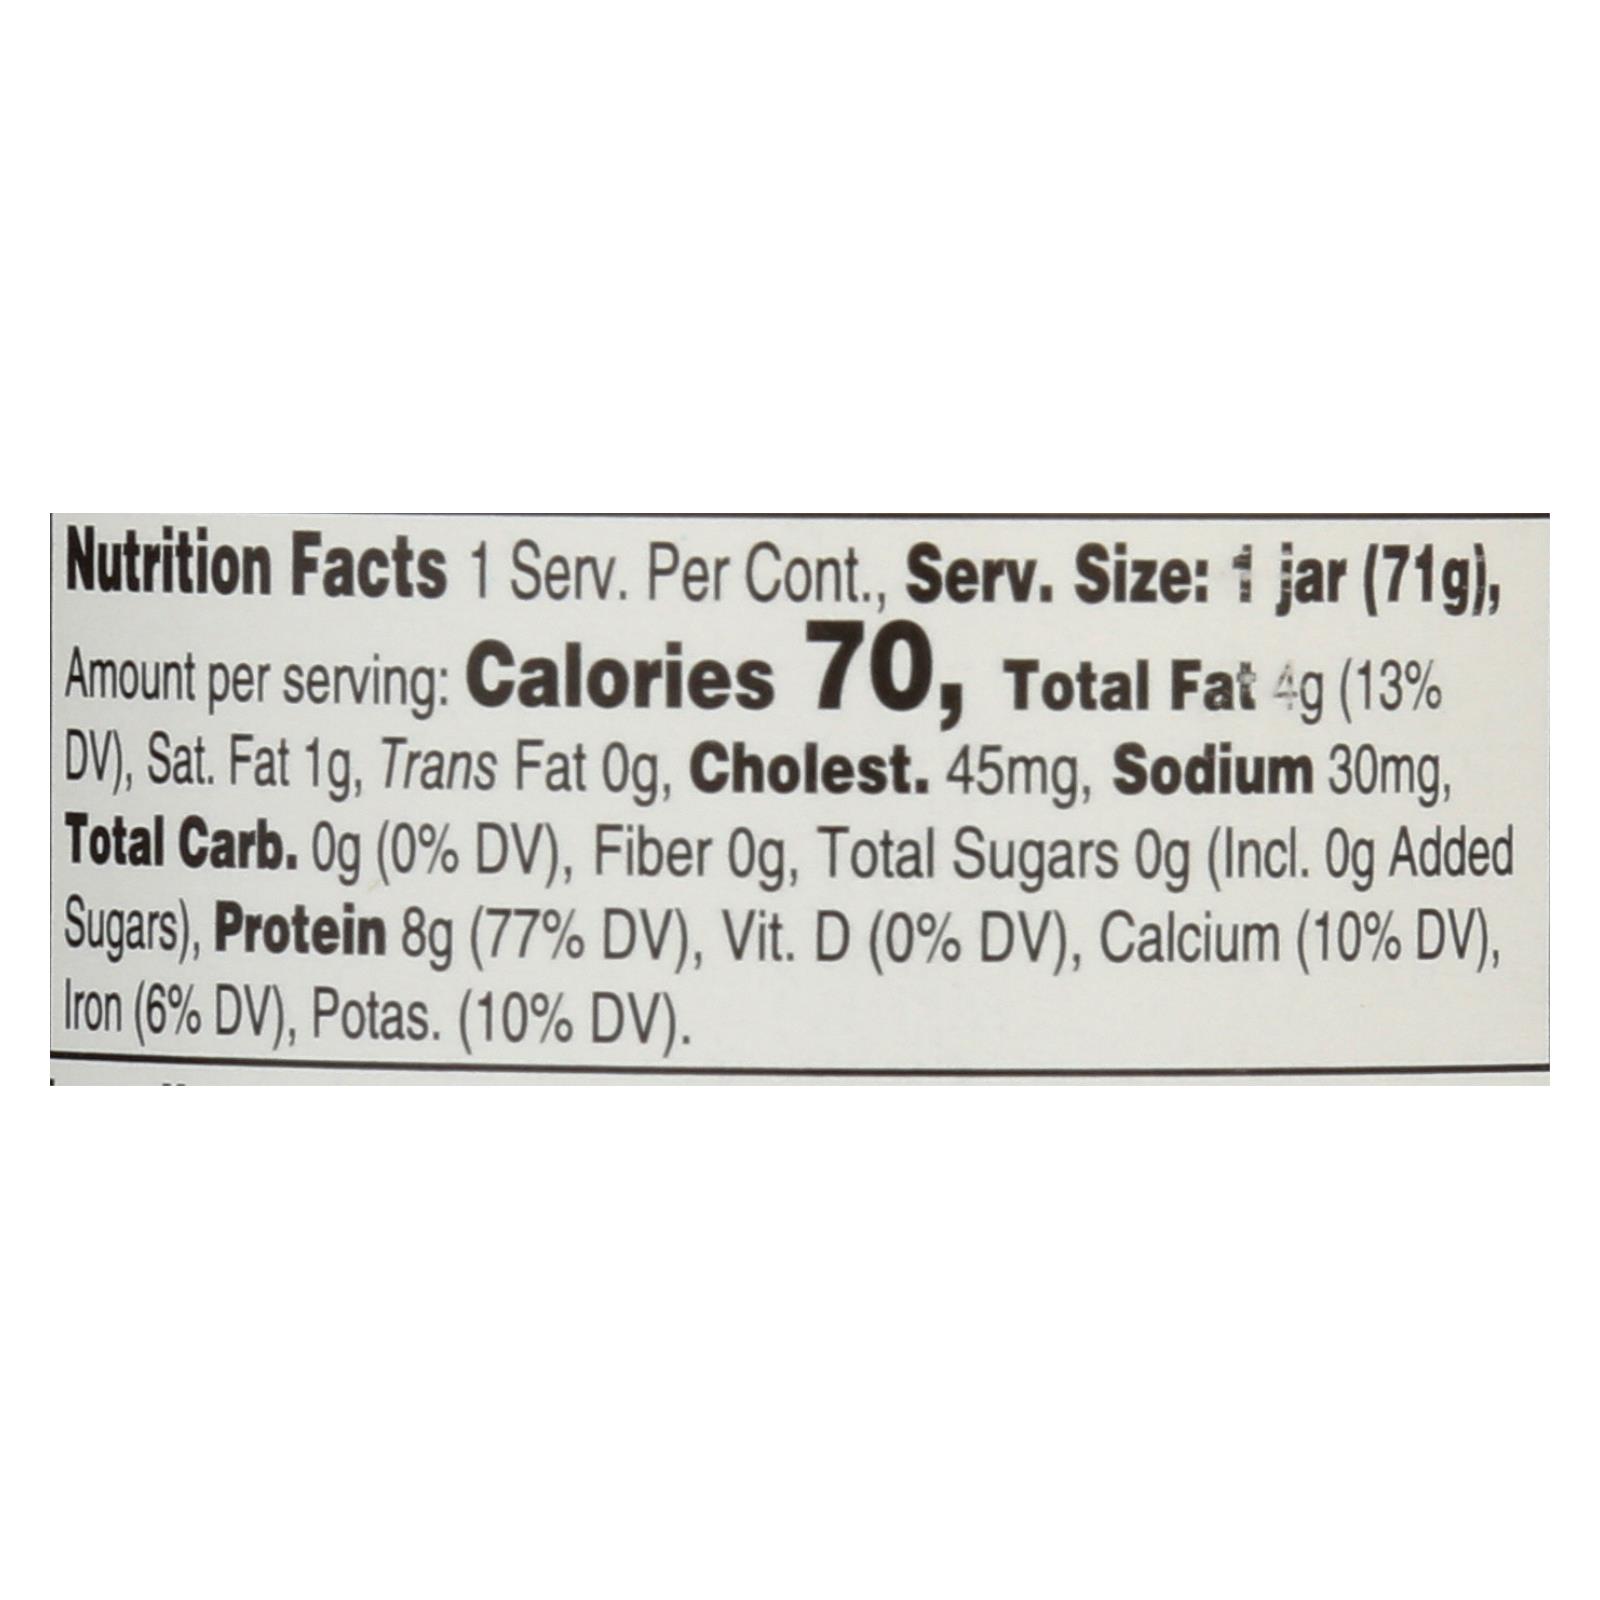 Nutrition Facts 1 Serv. Per Cont., Serv. Size: 1 jar (71g),
Amount per serving: Calories 70, Total Fat 4g (13%
DV), Sat. Fat 1g, Trans Fat 0g, Cholest. 45mg, Sodium 30mg,
Total Carb. 0g (0% DV), Fiber 0g, Total Sugars 0g (Incl. 0g Added
Sugars), Protein 8g (77% DV), Vit. D (0% DV), Calcium (10% DV),
Iron (6% DV), Potas. (10% DV).